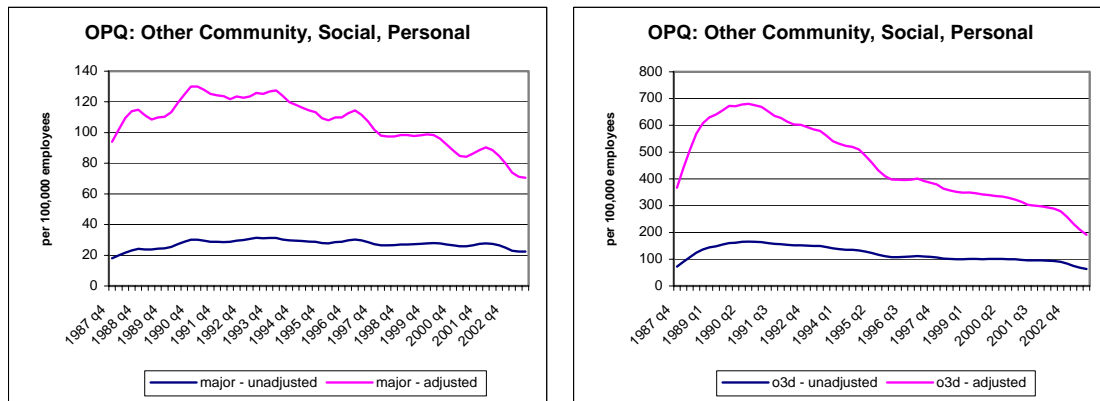 OPQ: Other Community, Social, Personal
140
120
100
80
60
40
20
0
per 100,000 employees
1987 q4
1988 q4
1989 q4
1990 q4
1991 q4
1992 q4
1993 q4
1994 q4
1995 q4
1996 q4
1997 q4
1998 q4
1999 q4
2000 q4
2001 q4
2002 q4
major - unadjusted
major - adjusted
OPQ: Other Community, Social, Personal
800
700
600
500
400
300
200
100
0
per 100,000 employees
1987 q4
1989 q1
1990 q2
1991 q3
1992 q4
1994 q1
1995 q2
1996 q3
1997 q4
1999 q1
2000 q2
2001 q3
2002 q4
o3d - unadjusted
o3d - adjusted